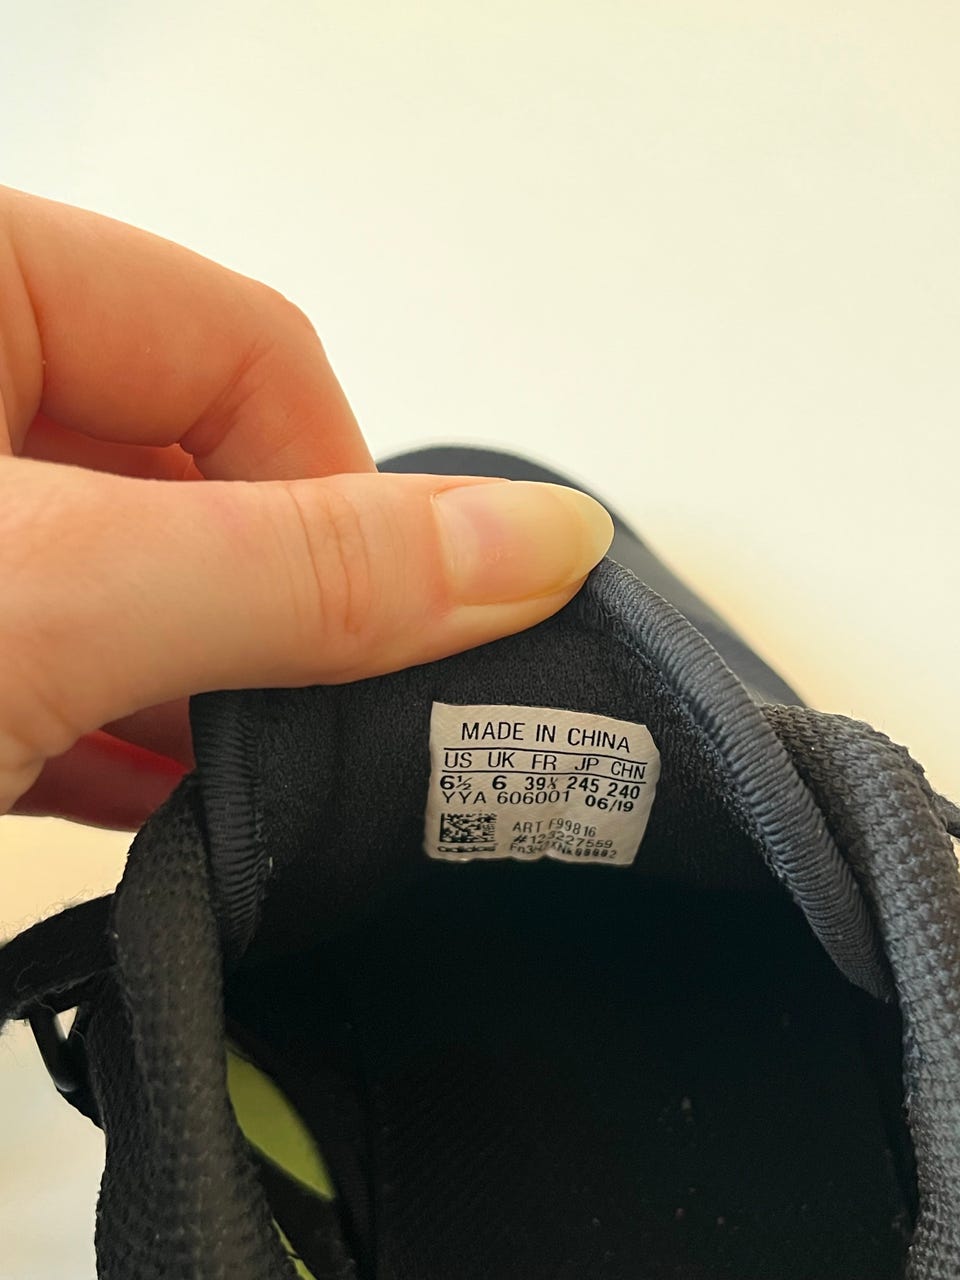 MADE IN CHINA
US UK FR JP CHN
6½ 6 39⅓ 245 240
YYA 606001 06/19
ART F99816